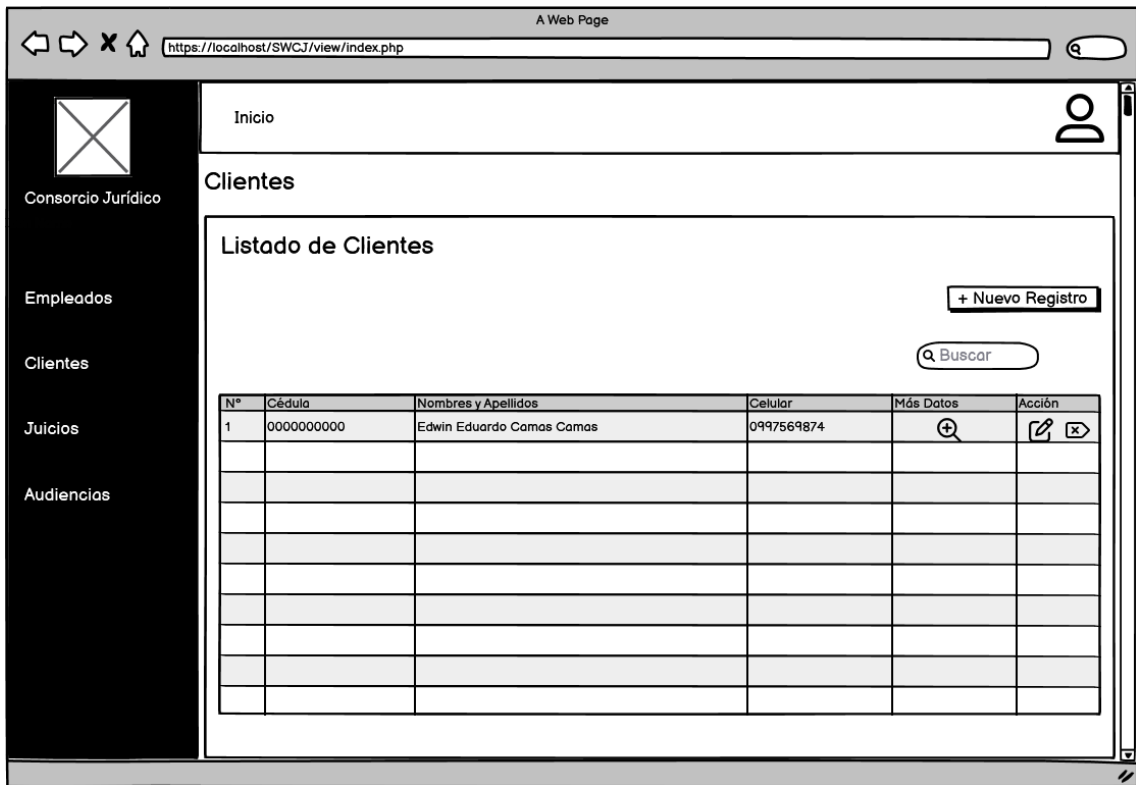 A Web Page
https://localhost/SWCJ/view/index.php
Inicio
Consorcio Jurídico
Clientes
Listado de Clientes
Empleados
+ Nuevo Registro
Clientes
Buscar
N° Cédula Nombres y Apellidos Celular Más Datos Acción
1 0000000000 Edwin Eduardo Camas Camas 0997569874
Juicios
Audiencias